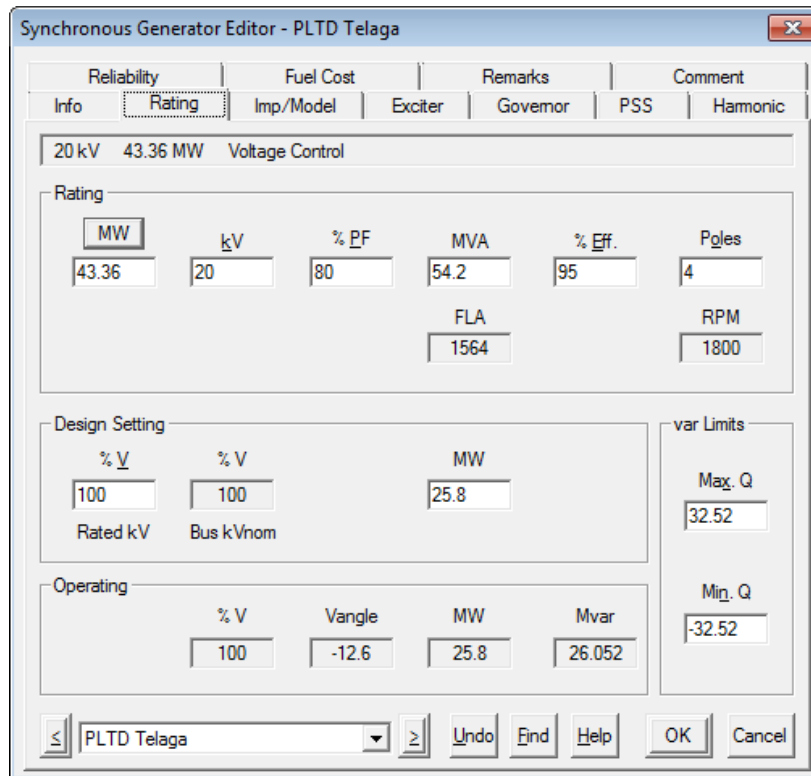 Synchronous Generator Editor - PLTD Telaga
Reliability Fuel Cost Remarks Comment
Info Rating Imp/Model Exciter Governor PSS Harmonic
20 kV 43.36 MW Voltage Control
Rating
MW kV % PF MVA % Eff. Poles
43.36 20 80 54.2 95 4
FLA RPM
1564 1800
Design Setting
% V % V MW
100 100 25.8
Rated kV Bus kVnom
var Limits
Max. Q
32.52
Min. Q
-32.52
Operating
% V Vangle MW Mvar
100 -12.6 25.8 26.052
< PLTD Telaga > Undo Find Help OK Cancel